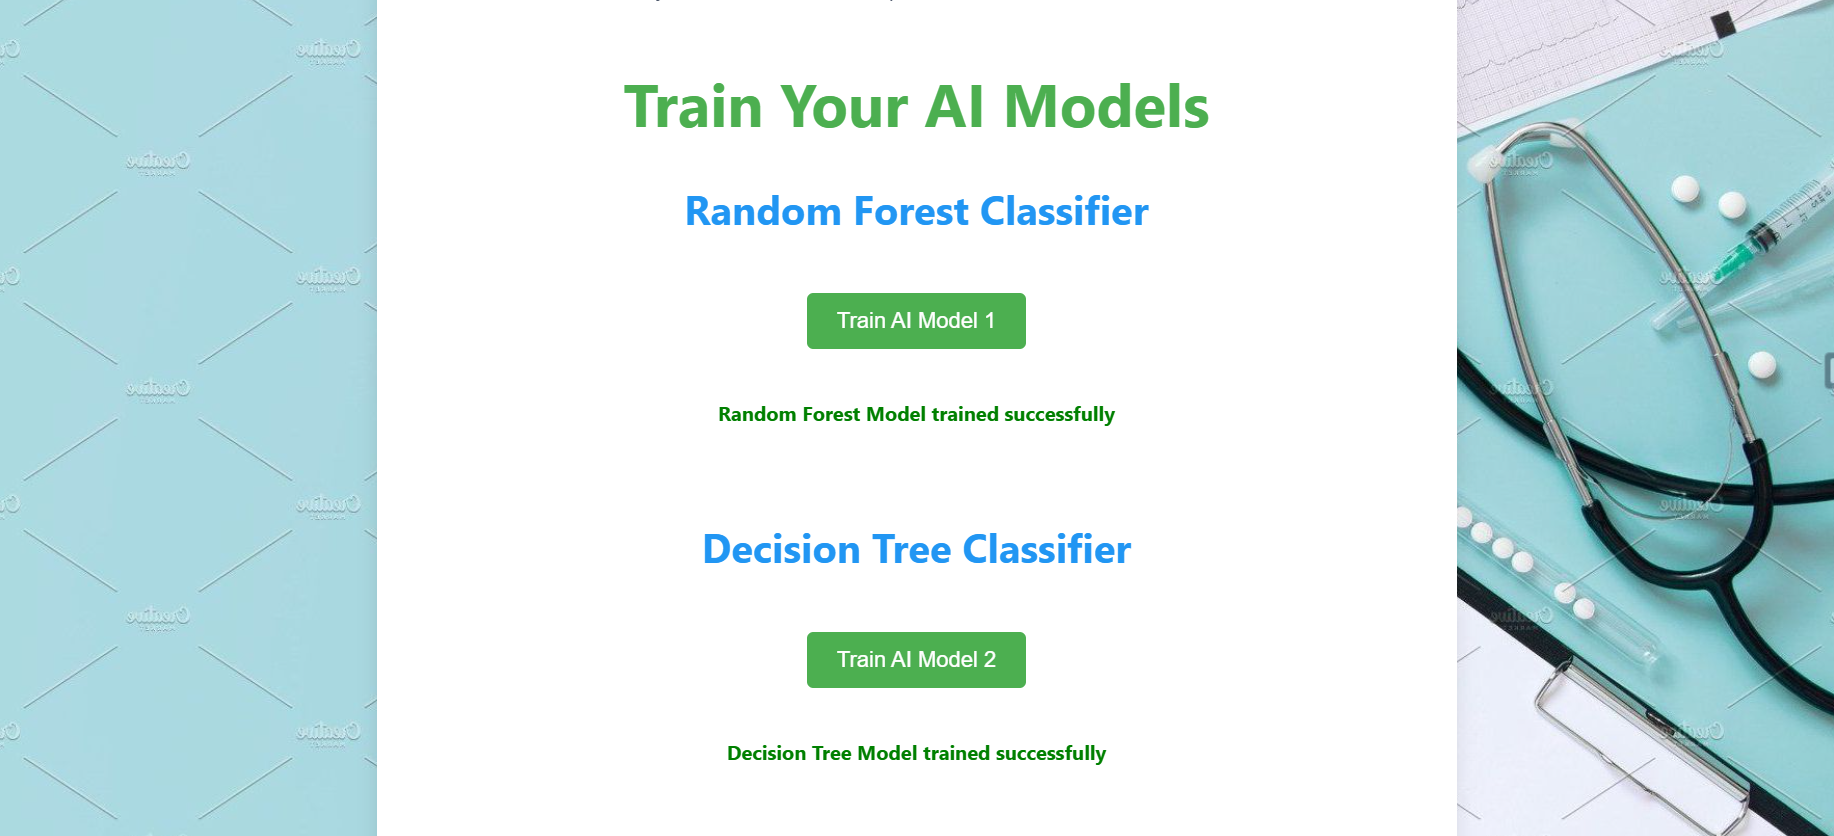 Train Your AI Models
Random Forest Classifier
Train AI Model 1
Random Forest Model trained successfully
Decision Tree Classifier
Train AI Model 2
Decision Tree Model trained successfully